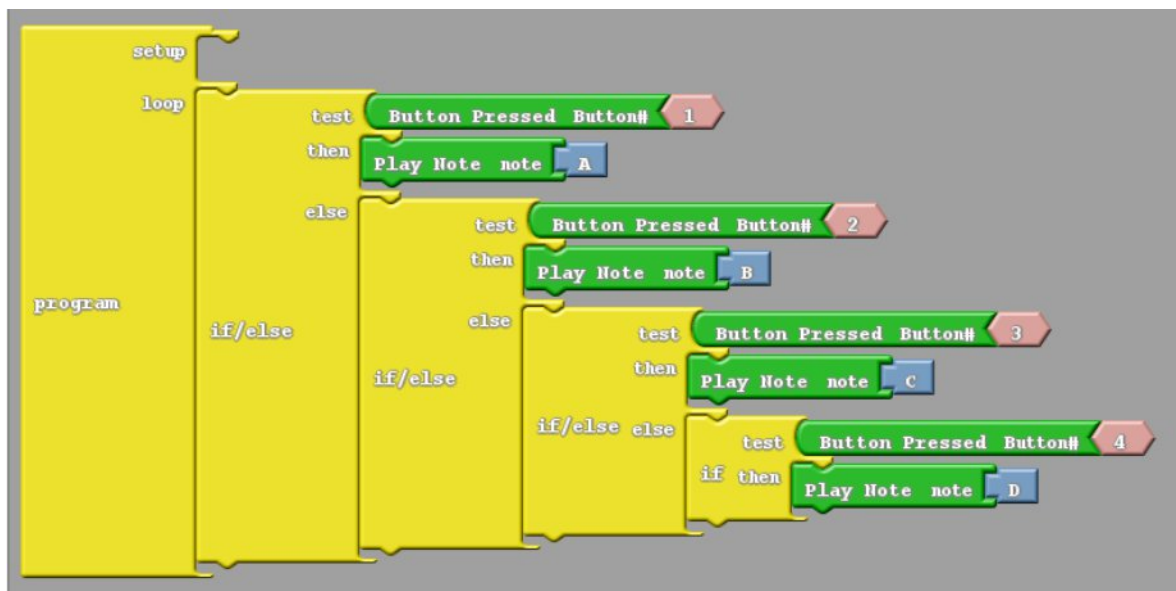 setup
loop
test Button Pressed Button# 1
then Play Note note A
else
test Button Pressed Button# 2
then Play Note note B
program
if/else
else
test Button Pressed Button# 3
if/else
then Play Note note C
if/else else
test Button Pressed Button# 4
if then Play Note note D